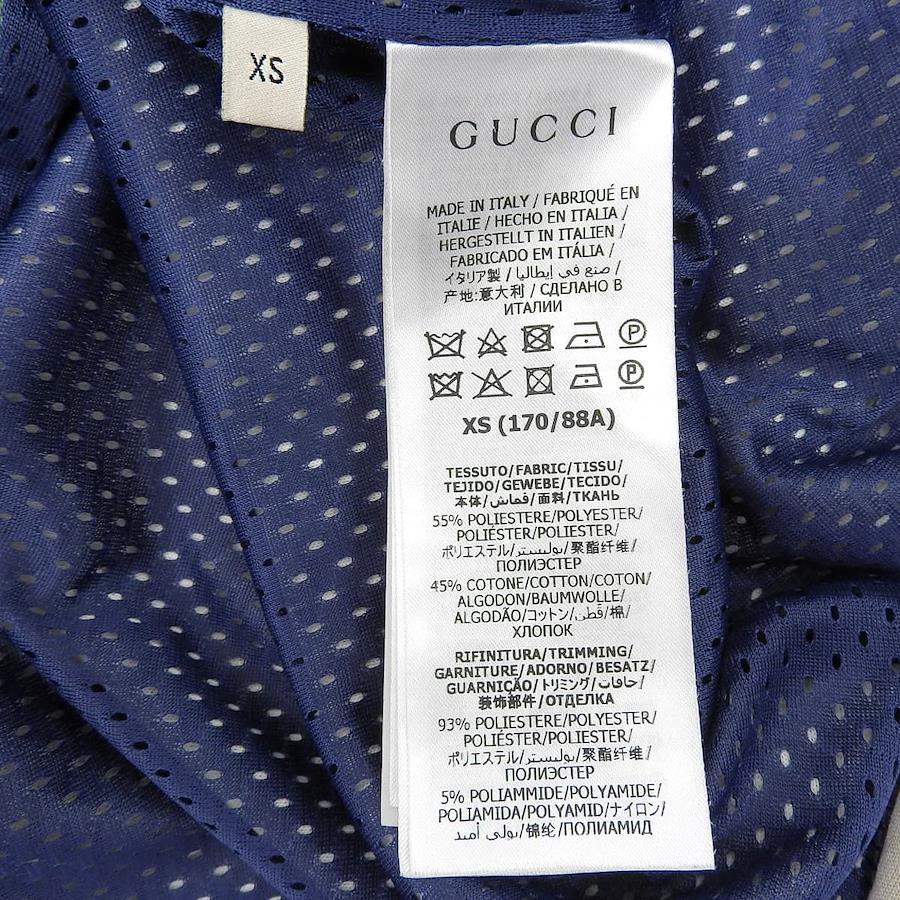 XS
GUCCI
MADE IN ITALY / FABRIQUÉ EN
ITALIE / HECHO EN ITALIA /
HERGESTELLT IN ITALIEN /
FABRICADO EM ITÁLIA /
イタリア製 / صنع في إيطاليا /
产地:意大利 / СДЕЛАНО В
ИТАЛИИ
P
P
XS (170/88A)
TESSUTO/FABRIC/TISSU/
TEJIDO/GEWEBE/TECIDO/
本体/قماش/面料/ТКАНЬ
55% POLIESTERE/POLYESTER/
POLIÉSTER/POLIESTER/
ポリエステル/بوليستر/聚酯纤维/
ПОЛИЭСТЕР
45% COTONE/COTTON/COTON/
ALGODON/BAUMWOLLE/
ALGODÃO/コットン/قطن/棉/
ХЛОПОК
RIFINITURA/TRIMMING/
GARNITURE/ADORNO/BESATZ/
GUARNIÇÃO/トリミング/حافات/
装饰部件/ОТДЕЛКА
93% POLIESTERE/POLYESTER/
POLIÉSTER/POLIESTER/
ポリエステル/بوليستر/聚酯纤维/
ПОЛИЭСТЕР
5% POLIAMMIDE/POLYAMIDE/
POLIAMIDA/POLYAMID/ナイロン/
بولي أميد/锦纶/ПОЛИАМИД